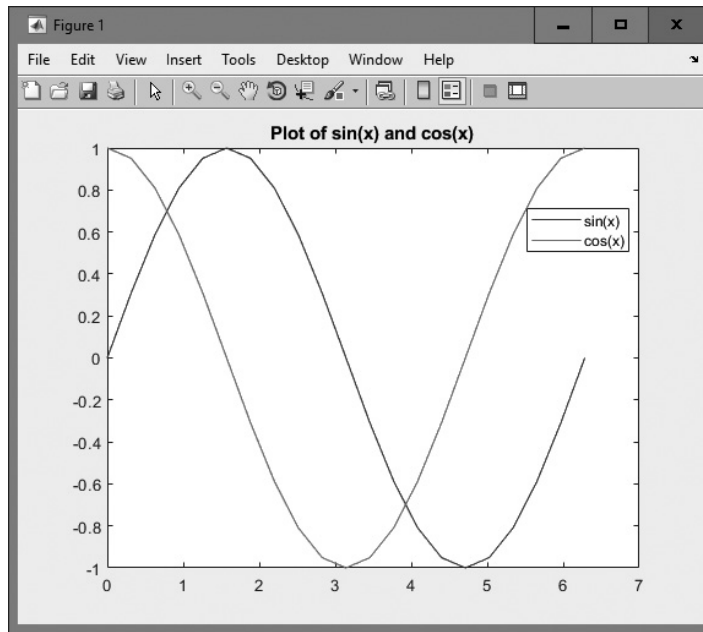 Figure 1
File Edit View Insert Tools Desktop Window Help
Plot of sin(x) and cos(x)
1
0.8
0.6
0.4
0.2
0
-0.2
-0.4
-0.6
-0.8
-1
0 1 2 3 4 5 6 7
sin(x)
cos(x)